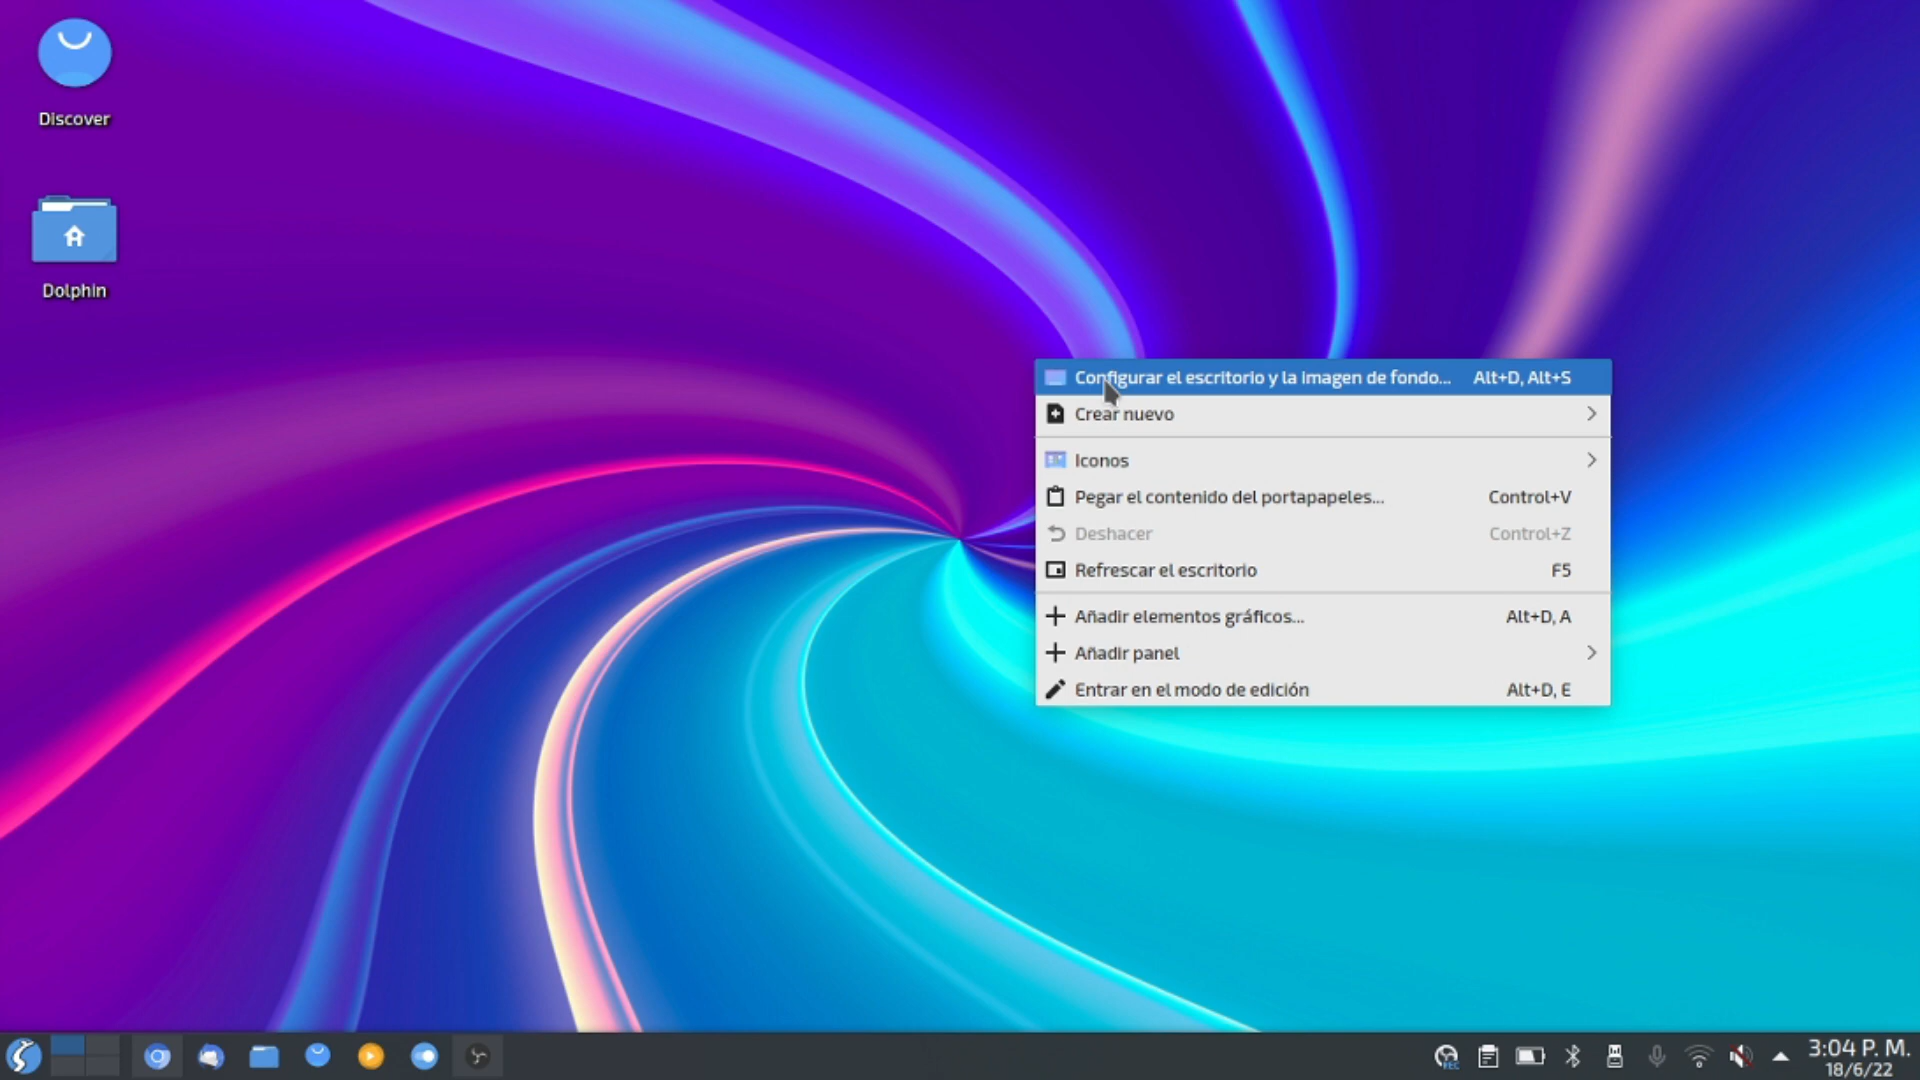 Discover
Dolphin
Configurar el escritorio y la imagen de fondo... Alt+D, Alt+S
Crear nuevo
Iconos
Pegar el contenido del portapapeles... Control+V
Deshacer Control+Z
Refrescar el escritorio F5
Añadir elementos gráficos... Alt+D, A
Añadir panel
Entrar en el modo de edición Alt+D, E
REC
3:04 P. M.
18/6/22